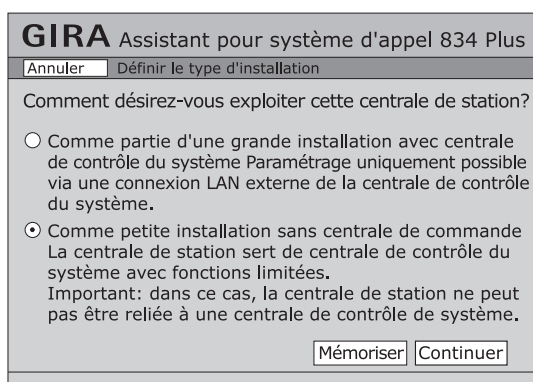 GIRA Assistant pour système d'appel 834 Plus
Annuler Définir le type d'installation
Comment désirez-vous exploiter cette centrale de station?
Comme partie d'une grande installation avec centrale
de contrôle du système Paramétrage uniquement possible
via une connexion LAN externe de la centrale de contrôle
du système.
Comme petite installation sans centrale de commande
La centrale de station sert de centrale de contrôle du
système avec fonctions limitées.
Important: dans ce cas, la centrale de station ne peut
pas être reliée à une centrale de contrôle de système.
Mémoriser Continuer